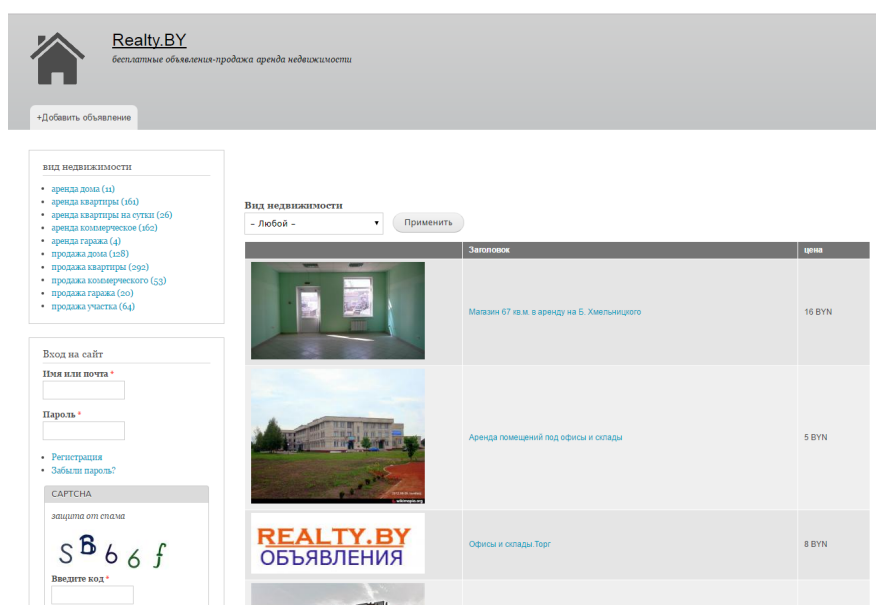 Realty.BY
бесплатные объявления-продажа аренда недвижимости
+Добавить объявление
вид недвижимости
аренда дома (11)
аренда квартиры (161)
аренда квартиры на сутки (26)
аренда коммерческое (162)
аренда гаража (4)
продажа дома (128)
продажа квартиры (292)
продажа коммерческого (53)
продажа гаража (20)
продажа участка (64)
Вход на сайт
Имя или почта *
Пароль *
Регистрация
Забыли пароль?
CAPTCHA
защита от спама
S B 6 6 f
Введите код *
Вид недвижимости
- Любой -
Применить
Заголовок цена
Магазин 67 кв.м. в аренду на Б. Хмельницкого 16 BYN
Аренда помещений под офисы и склады 5 BYN
wikimapia.org
REALTY.BY
ОБЪЯВЛЕНИЯ
Офисы и склады.Торг 8 BYN